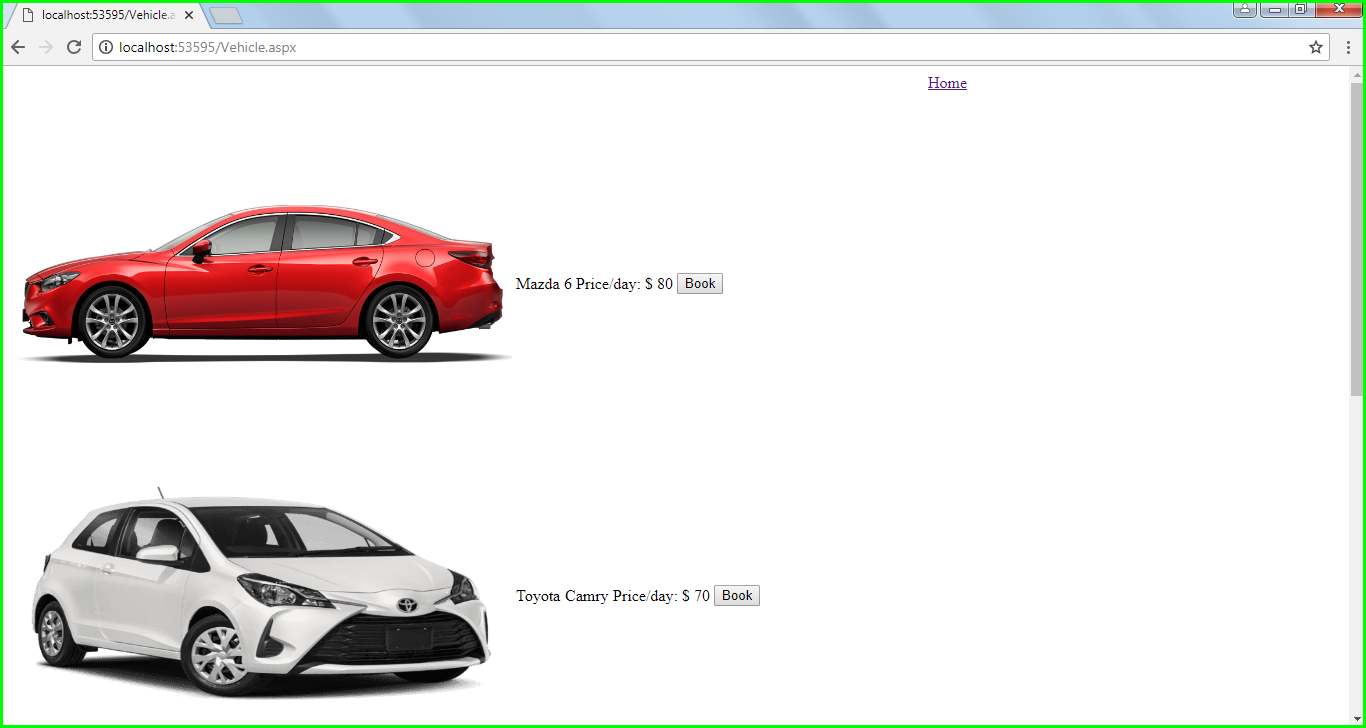 localhost:53595/Vehicle.a
localhost:53595/Vehicle.aspx
Home
Mazda 6 Price/day: $ 80 Book
Toyota Camry Price/day: $ 70 Book